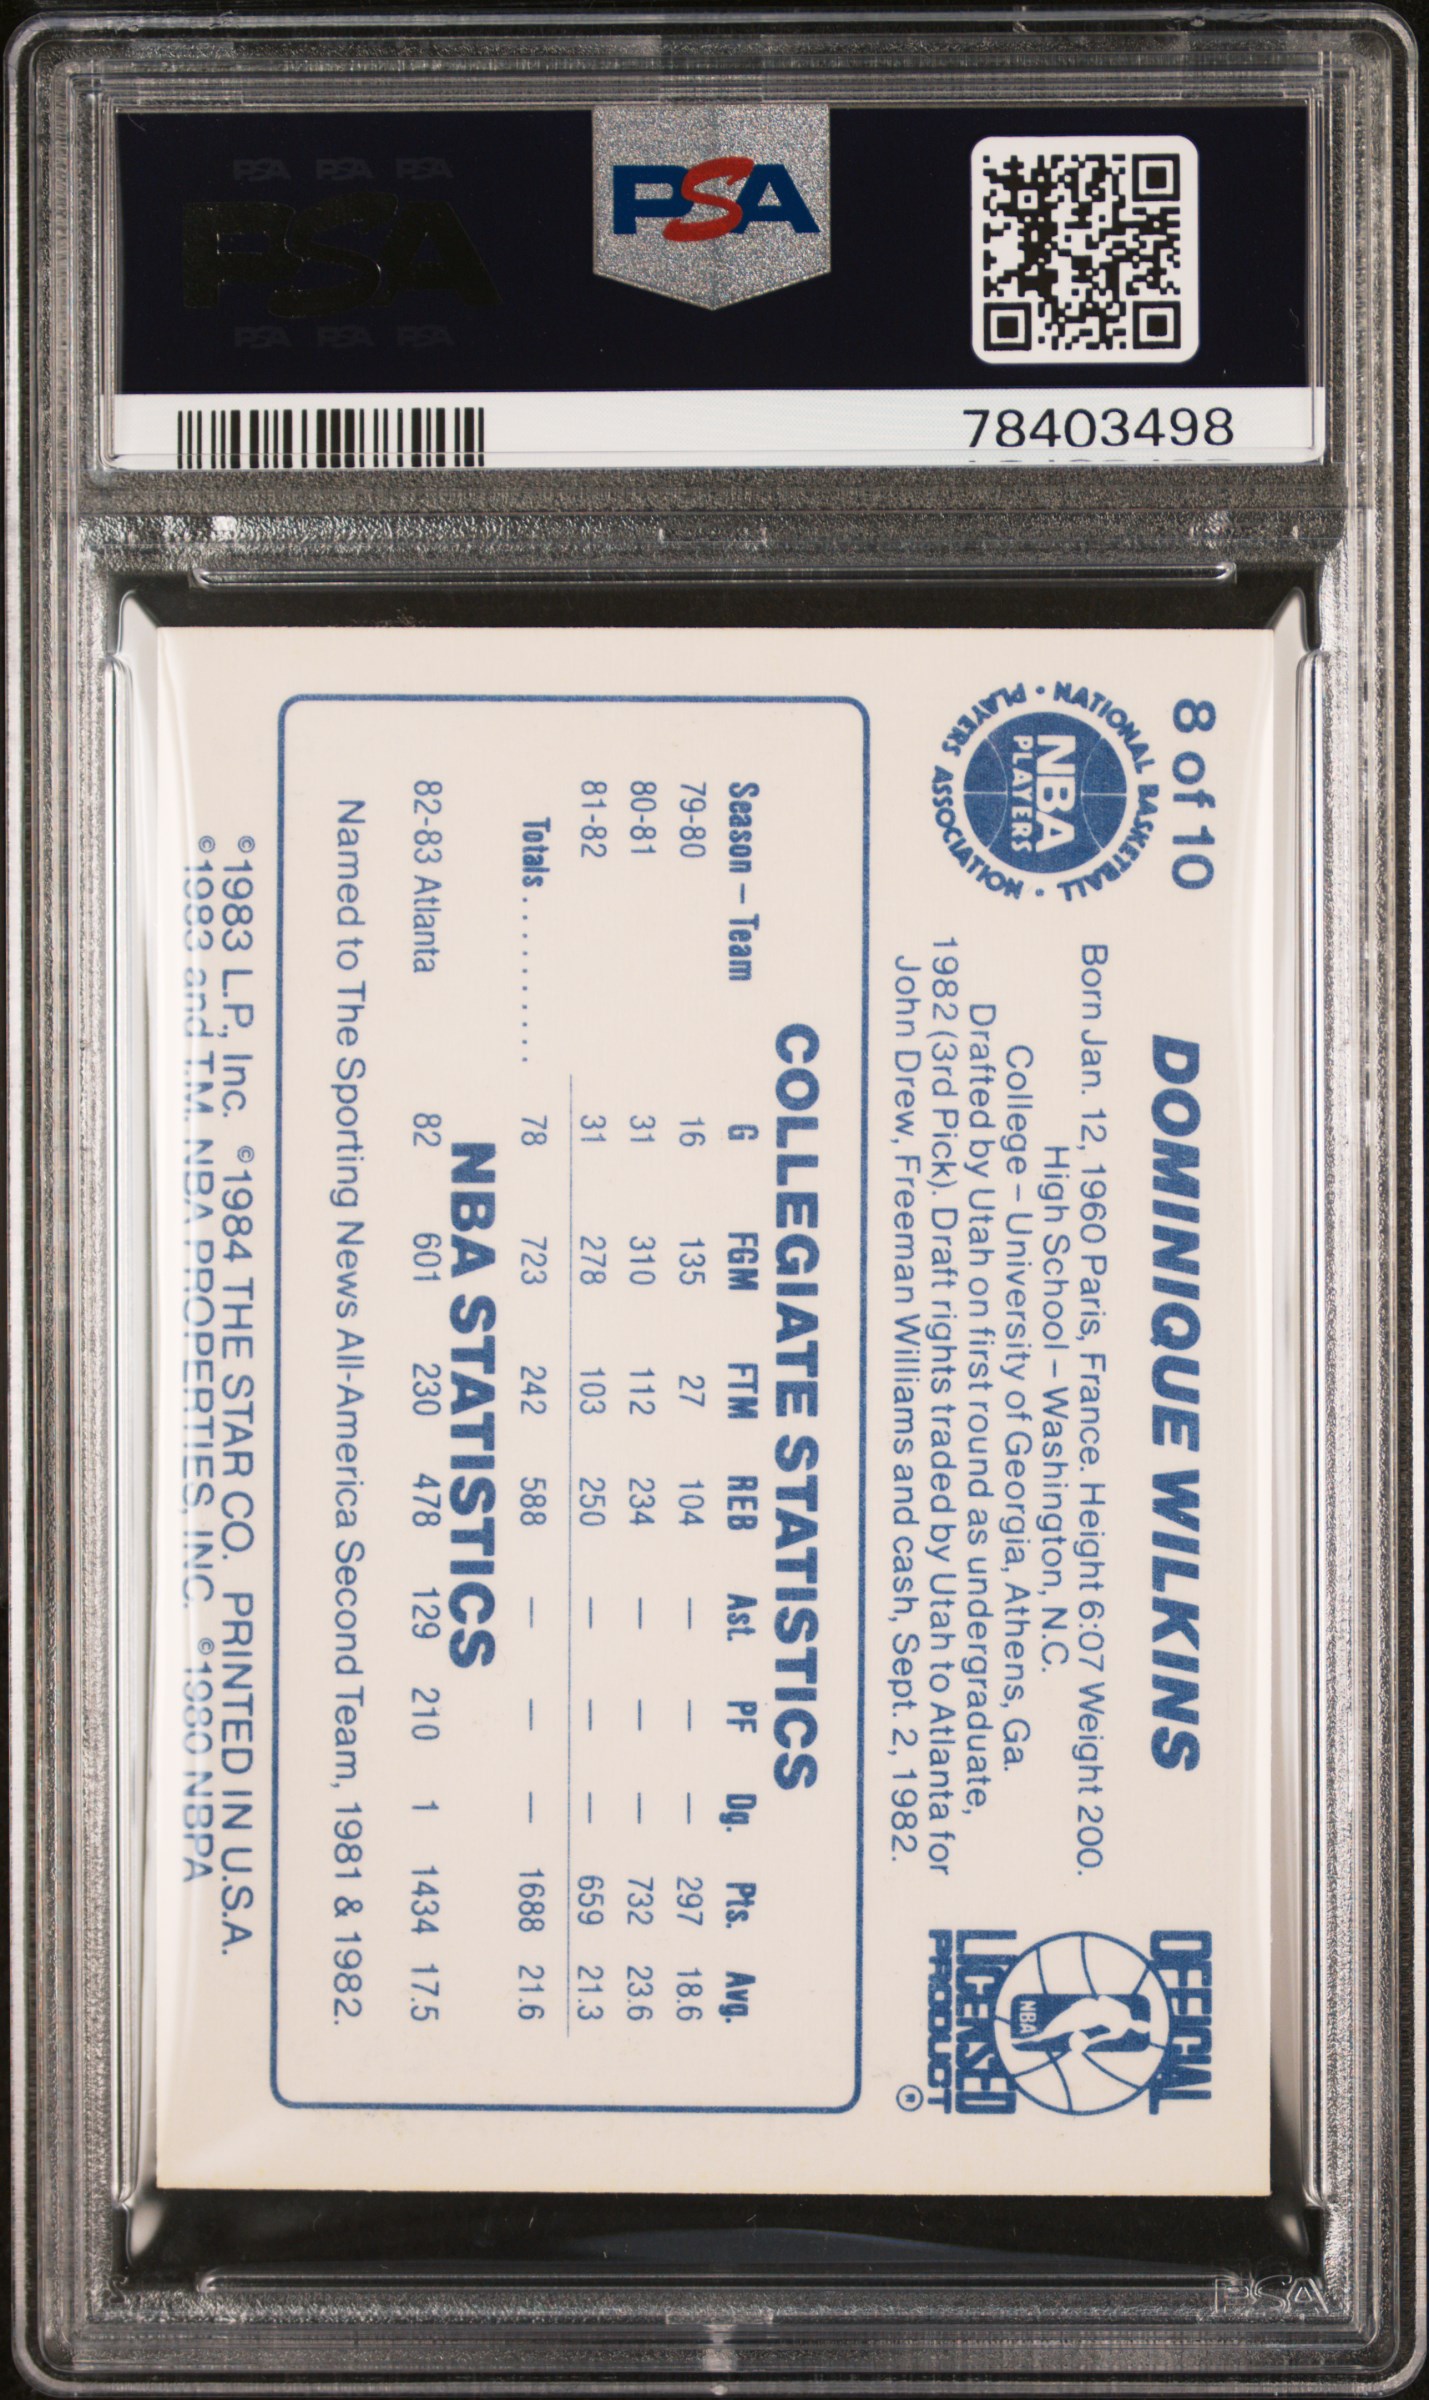 PSA PSA PSA
PSA
PSA PSA PSA
PSA
78403498
8 of 10
DOMINIQUE WILKINS
NATIONAL BASKETBALL PLAYERS ASSOCIATION
NBA
PLAYERS
Born Jan. 12, 1960 Paris, France. Height 6:07 Weight 200.
High School – Washington, N.C.
College – University of Georgia, Athens, Ga.
Drafted by Utah on first round as undergraduate,
1982 (3rd Pick). Draft rights traded by Utah to Atlanta for
John Drew, Freeman Williams and cash, Sept. 2, 1982.
OFFICIAL
NBA
LICENSED
PRODUCT ®
COLLEGIATE STATISTICS
Season – Team G FGM FTM REB Ast. PF Dg. Pts. Avg.
79-80 16 135 27 104 — — — 297 18.6
80-81 31 310 112 234 — — — 732 23.6
81-82 31 278 103 250 — — — 659 21.3
Totals......... 78 723 242 588 — — — 1688 21.6
NBA STATISTICS
82-83 Atlanta 82 601 230 478 129 210 1 1434 17.5
Named to The Sporting News All-America Second Team, 1981 & 1982.
©1983 L.P., Inc. ©1984 THE STAR CO. PRINTED IN U.S.A.
©1983 and T.M. NBA PROPERTIES, INC. ©1980 NBPA
PSA